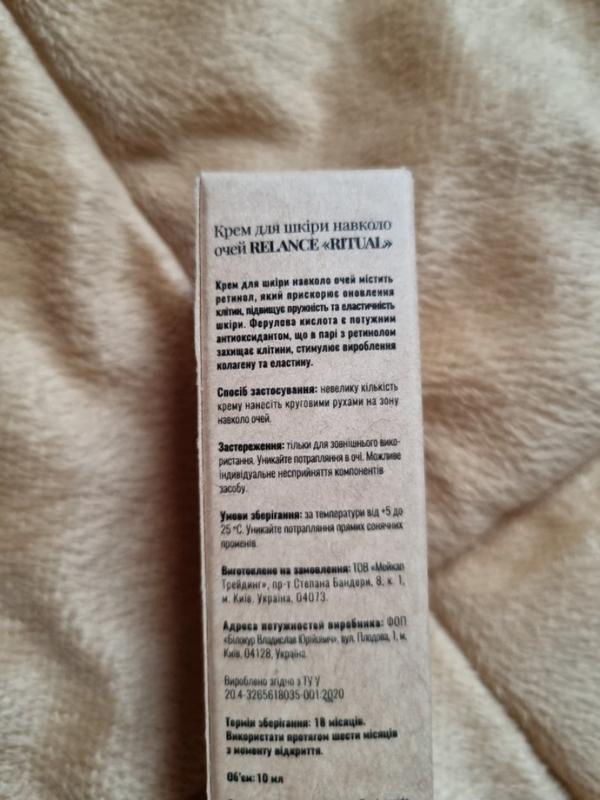 Крем для шкіри навколо
очей RELANCE «RITUAL»
Крем для шкіри навколо очей містить
ретинол, який прискорює оновлення
клітин, підвищує пружність та еластичність
шкіри. Ферулова кислота є потужним
антиоксидантом, що в парі з ретинолом
захищає клітини, стимулює вироблення
колагену та еластину.
Спосіб застосування: невелику кількість
крему нанесіть круговими рухами на зону
навколо очей.
Застереження: тільки для зовнішнього вико-
ристання. Уникайте потрапляння в очі. Можливе
індивідуальне несприйняття компонентів
засобу.
Умови зберігання: за температури від +5 до
25 °C. Уникайте потрапляння прямих сонячних
променів.
Виготовлено на замовлення: ТОВ «Мейкап
Трейдинг», пр-т Степана Бандери, 8, к. 1,
м. Київ, Україна, 04073.
Адреса потужностей виробника: ФОП
«Білокур Владислав Юрійович», вул. Плодова, 1, м.
Київ, 04128, Україна.
Вироблено згідно з ТУ У
20.4-3265618035-001:2020
Термін зберігання: 18 місяців.
Використати протягом шести місяців
з моменту відкриття.
Об'єм: 10 мл